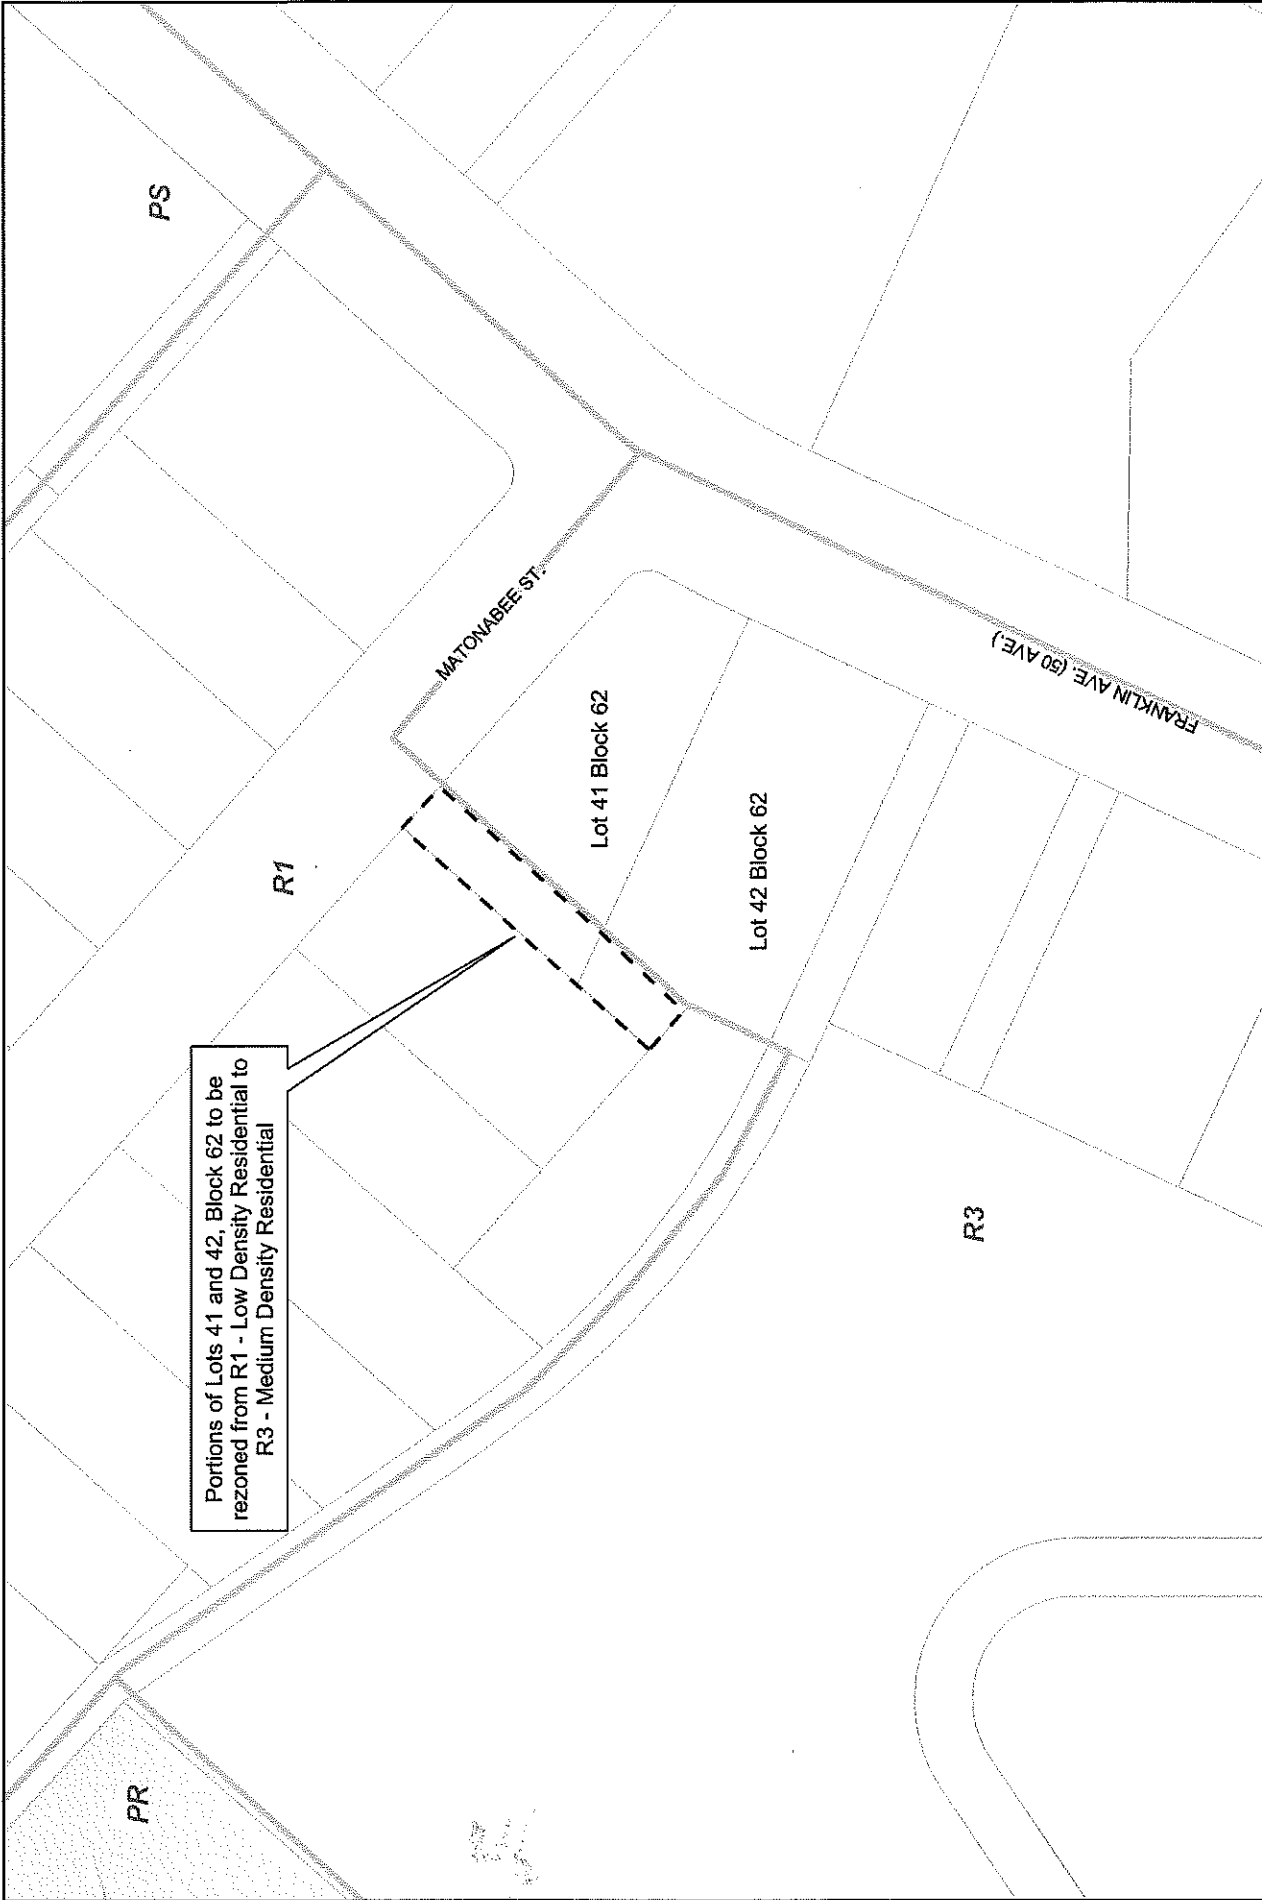 PS
R1
MATONABEE ST.
Lot 41 Block 62
Lot 42 Block 62
FRANKLIN AVE. (50 AVE.)
Portions of Lots 41 and 42, Block 62 to be
rezoned from R1 - Low Density Residential to
R3 - Medium Density Residential
R3
PR